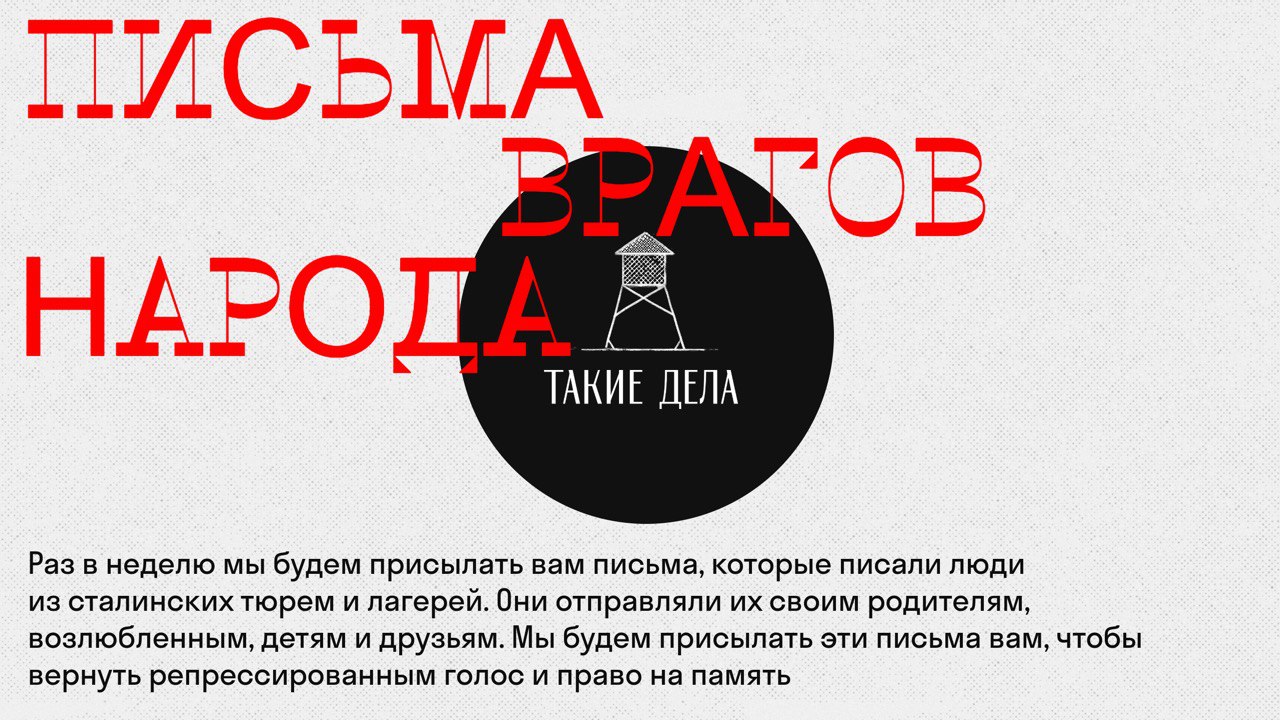 ПИСЬМА
ВРАГОВ
НАРОДА
ТАКИЕ ДЕЛА
Раз в неделю мы будем присылать вам письма, которые писали люди
из сталинских тюрем и лагерей. Они отправляли их своим родителям,
возлюбленным, детям и друзьям. Мы будем присылать эти письма вам, чтобы
вернуть репрессированным голос и право на память